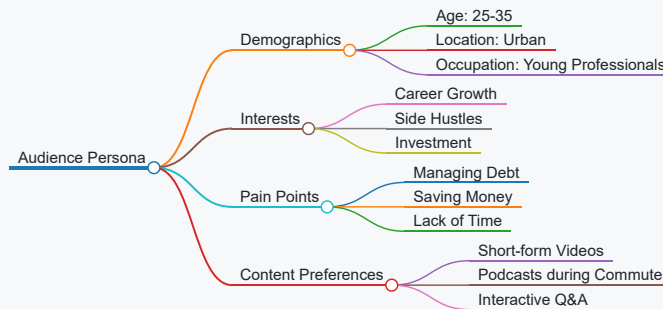 Audience Persona
Demographics
Age: 25-35
Location: Urban
Occupation: Young Professionals
Interests
Career Growth
Side Hustles
Investment
Pain Points
Managing Debt
Saving Money
Lack of Time
Content Preferences
Short-form Videos
Podcasts during Commute
Interactive Q&A